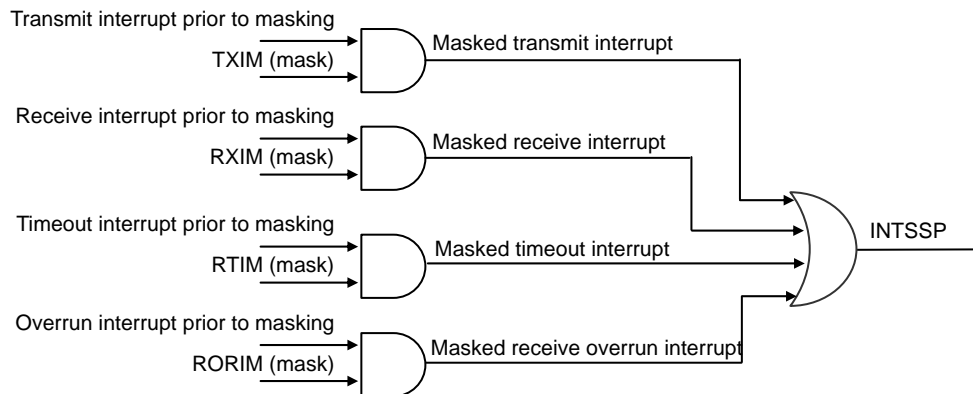 Transmit interrupt prior to masking
TXIM (mask)
Masked transmit interrupt
Receive interrupt prior to masking
RXIM (mask)
Masked receive interrupt
Timeout interrupt prior to masking
RTIM (mask)
Masked timeout interrupt
INTSSP
Overrun interrupt prior to masking
RORIM (mask)
Masked receive overrun interrupt